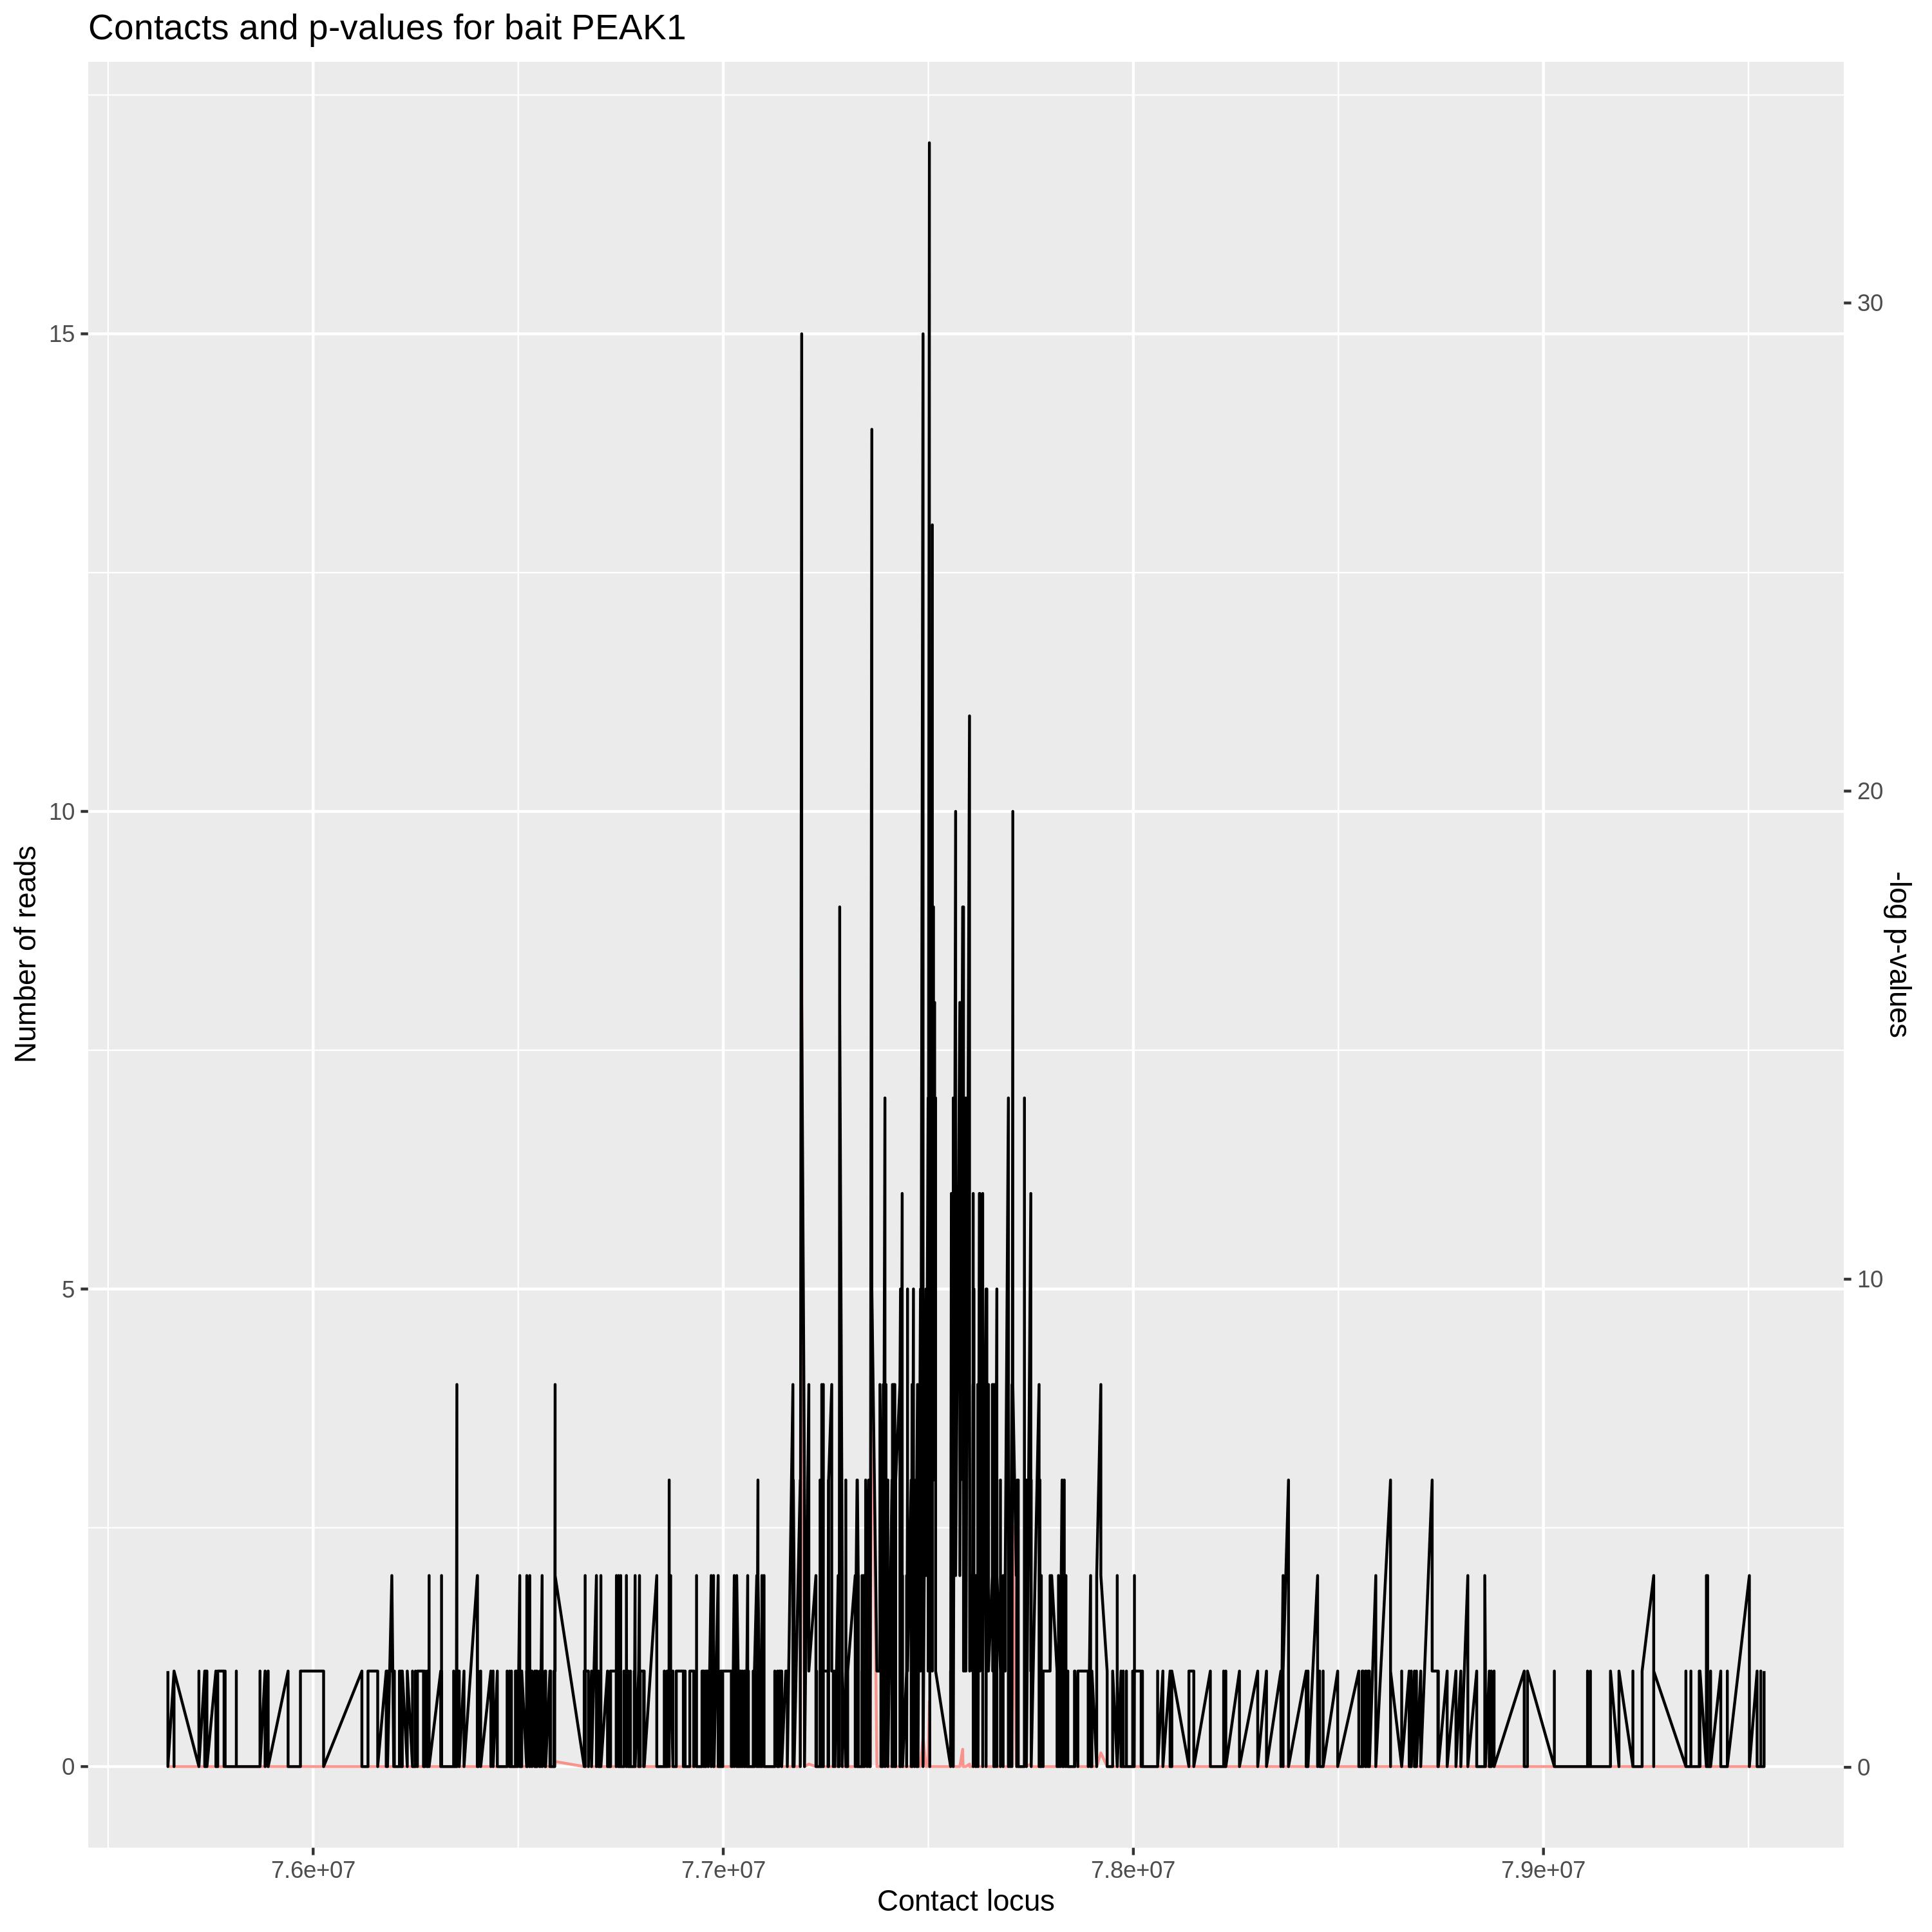 Contacts and p-values for bait PEAK1
15
10
5
0
Number of reads
30
20
10
0
-log p-values
7.6e+07
7.7e+07
7.8e+07
7.9e+07
Contact locus